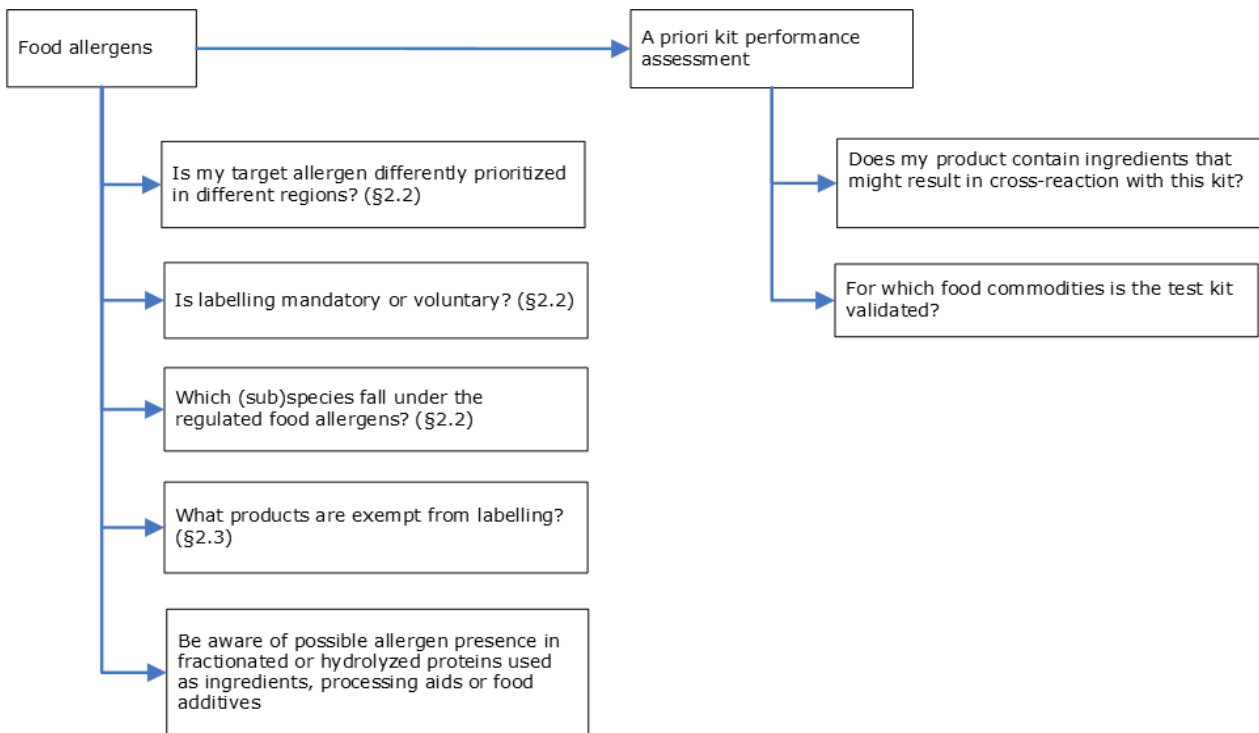 Food allergens
A priori kit performance
assessment
Is my target allergen differently prioritized
in different regions? (§2.2)
Does my product contain ingredients that
might result in cross-reaction with this kit?
Is labelling mandatory or voluntary? (§2.2)
For which food commodities is the test kit
validated?
Which (sub)species fall under the
regulated food allergens? (§2.2)
What products are exempt from labelling?
(§2.3)
Be aware of possible allergen presence in
fractionated or hydrolyzed proteins used
as ingredients, processing aids or food
additives